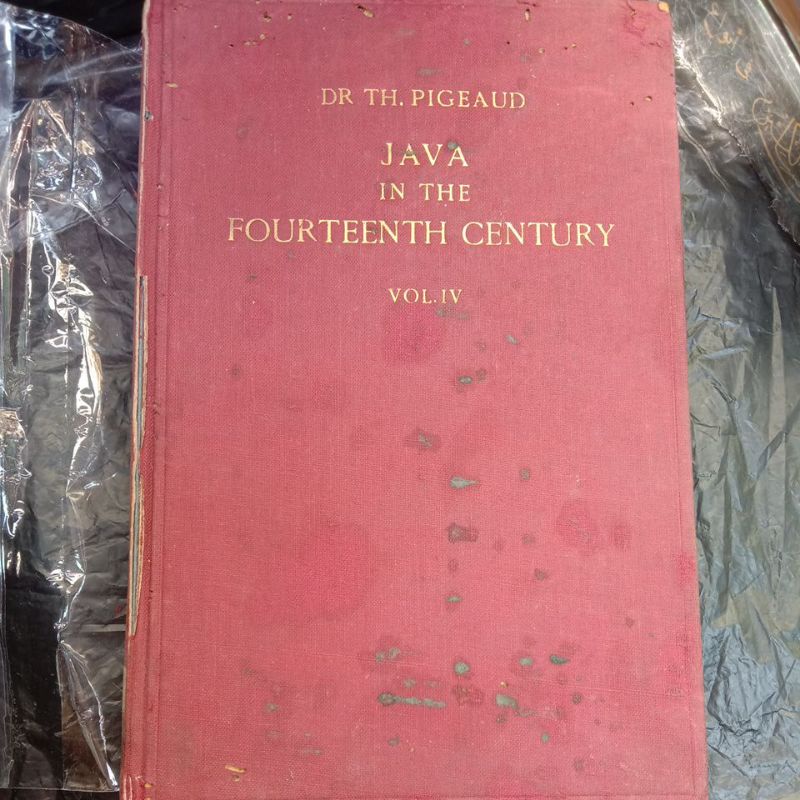 DR TH. PIGEAUD
JAVA
IN THE
FOURTEENTH CENTURY
VOL. IV